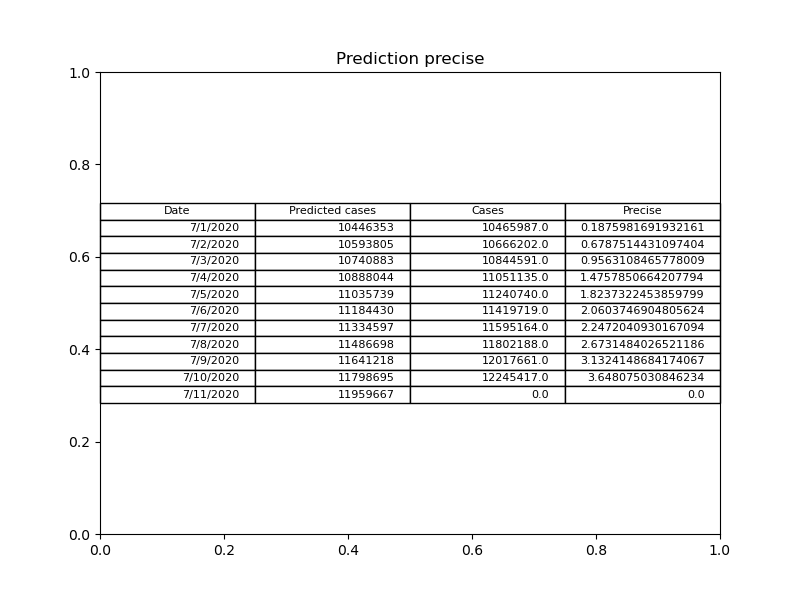 Prediction precise
1.0
0.8
Date Predicted cases Cases Precise
7/1/2020 10446353 10465987.0 0.1875981691932161
7/2/2020 10593805 10666202.0 0.6787514431097404
7/3/2020 10740883 10844591.0 0.9563108465778009
0.6
7/4/2020 10888044 11051135.0 1.4757850664207794
7/5/2020 11035739 11240740.0 1.8237322453859799
7/6/2020 11184430 11419719.0 2.0603746904805624
7/7/2020 11334597 11595164.0 2.2472040930167094
7/8/2020 11486698 11802188.0 2.6731484026521186
0.4
7/9/2020 11641218 12017661.0 3.1324148684174067
7/10/2020 11798695 12245417.0 3.648075030846234
7/11/2020 11959667 0.0 0.0
0.2
0.0
0.0 0.2 0.4 0.6 0.8 1.0